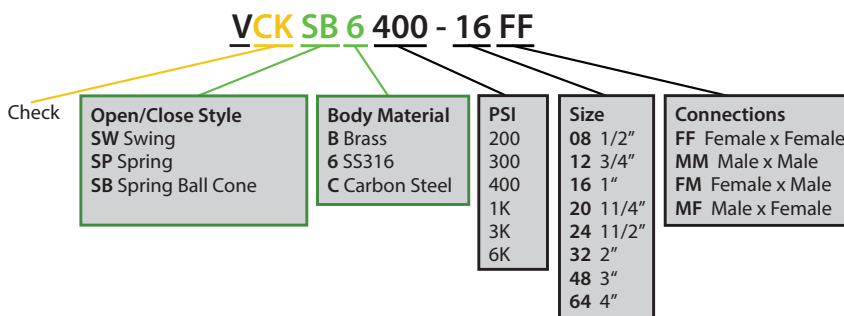 VCK SB 6 400 - 16 FF
Check
Open/Close Style
SW Swing
SP Spring
SB Spring Ball Cone
Body Material
B Brass
6 SS316
C Carbon Steel
PSI
200
300
400
1K
3K
6K
Size
08 1/2”
12 3/4”
16 1“
20 11/4”
24 11/2”
32 2”
48 3“
64 4”
Connections
FF Female x Female
MM Male x Male
FM Female x Male
MF Male x Female